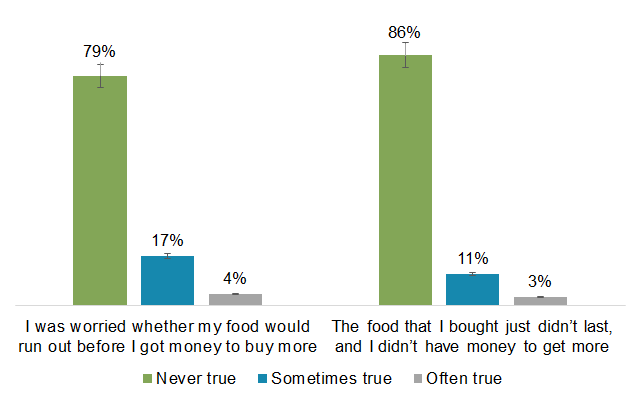 79%
17%
4%
86%
11%
3%
I was worried whether my food would
run out before I got money to buy more
The food that I bought just didn’t last,
and I didn’t have money to get more
Never true
Sometimes true
Often true